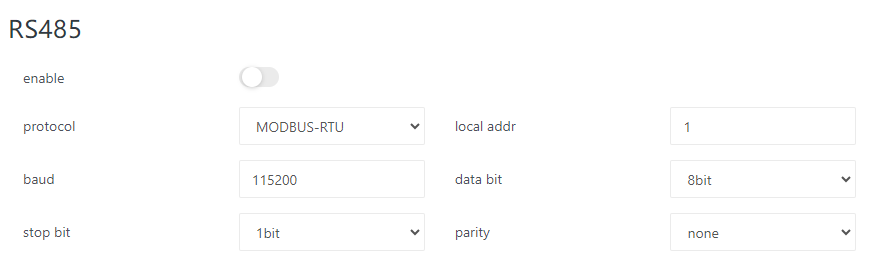 RS485
enable
protocol MODBUS-RTU local addr 1
baud 115200 data bit 8bit
stop bit 1bit parity none